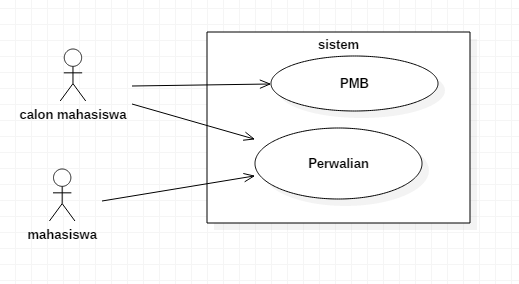 sistem
PMB
calon mahasiswa
Perwalian
mahasiswa